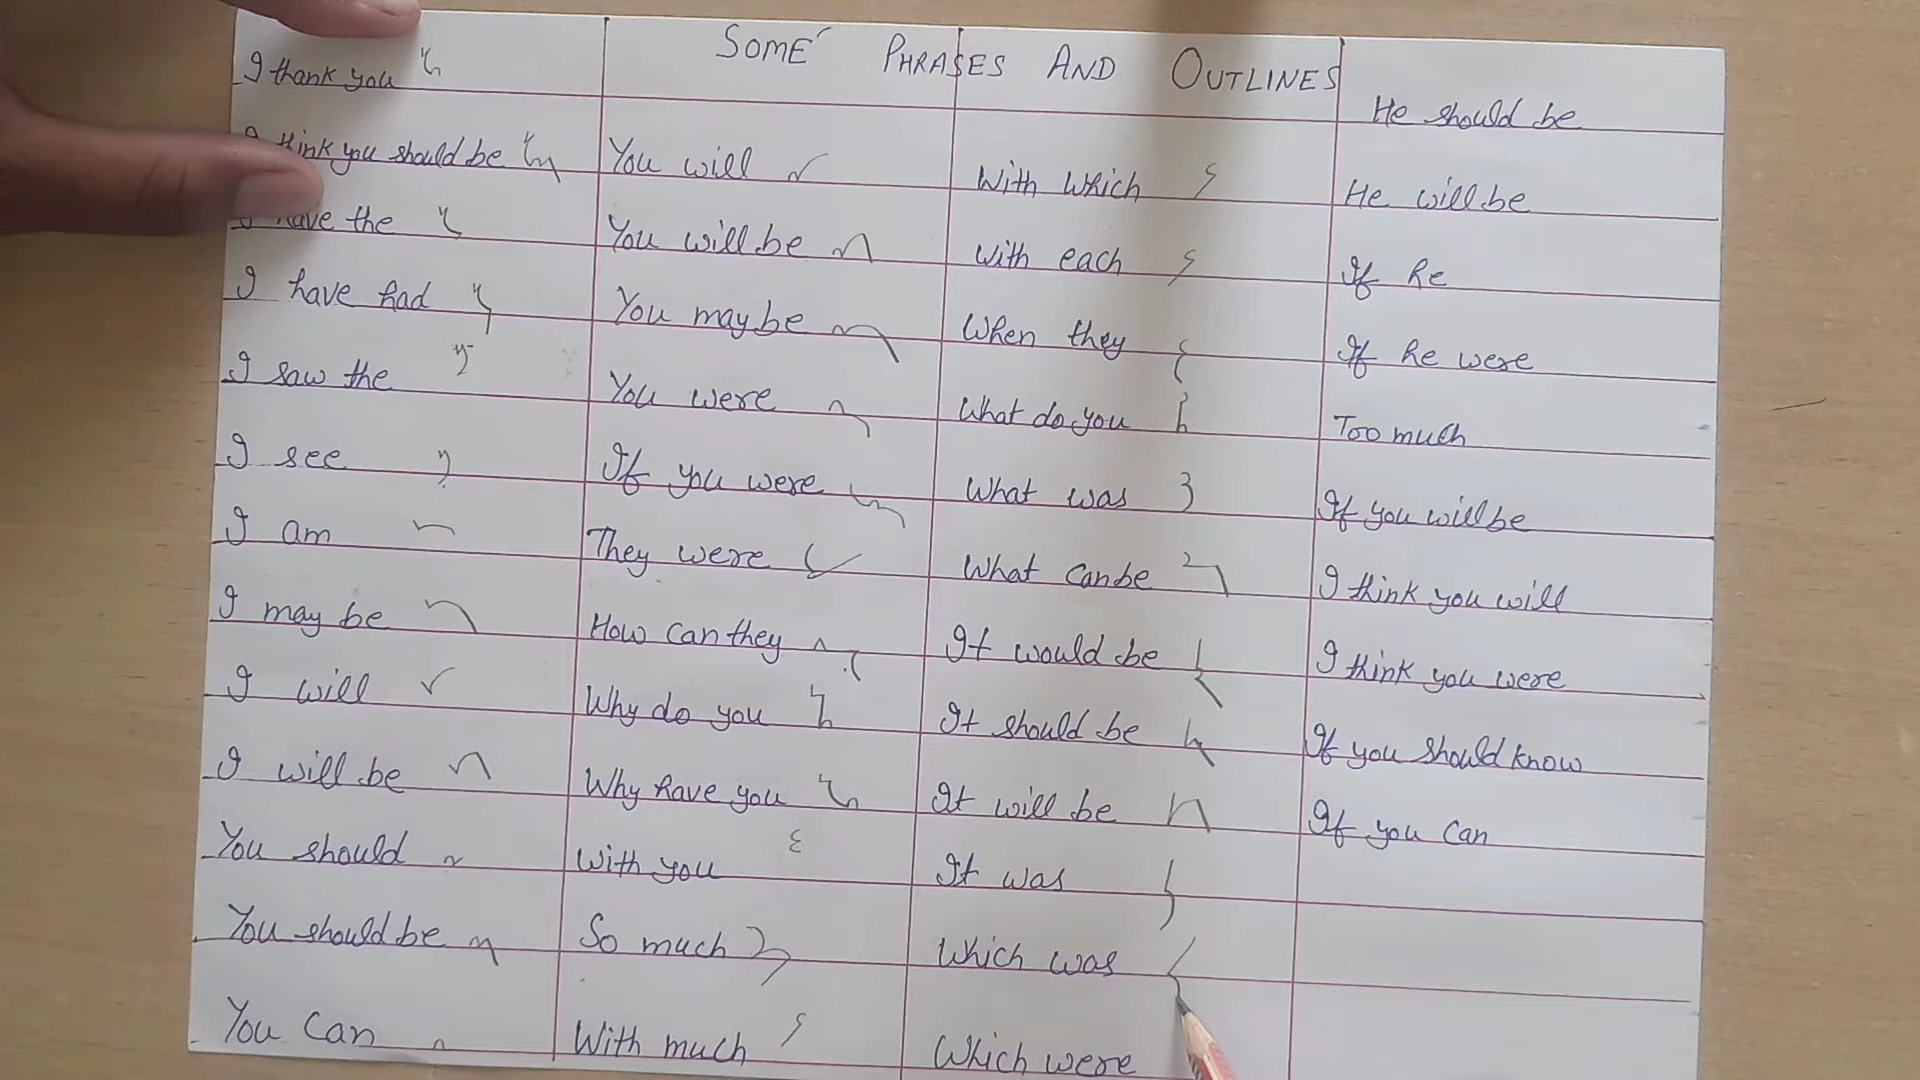 SOME PHRASES AND OUTLINES
I thank you
think you should be
have the
I have had
I saw the
I see
I am
I may be
I will
I will be
You should
You should be
You can
You will
You will be
You may be
You were
If you were
They were
How can they
Why do you
Why have you
With you
So much
With much
With which
With each
When they
What do you
What was
What can be
It would be
It should be
It will be
It was
Which was
Which were
He should be
He will be
If he
If he were
Too much
If you will be
I think you will
I think you were
If you should know
If you can